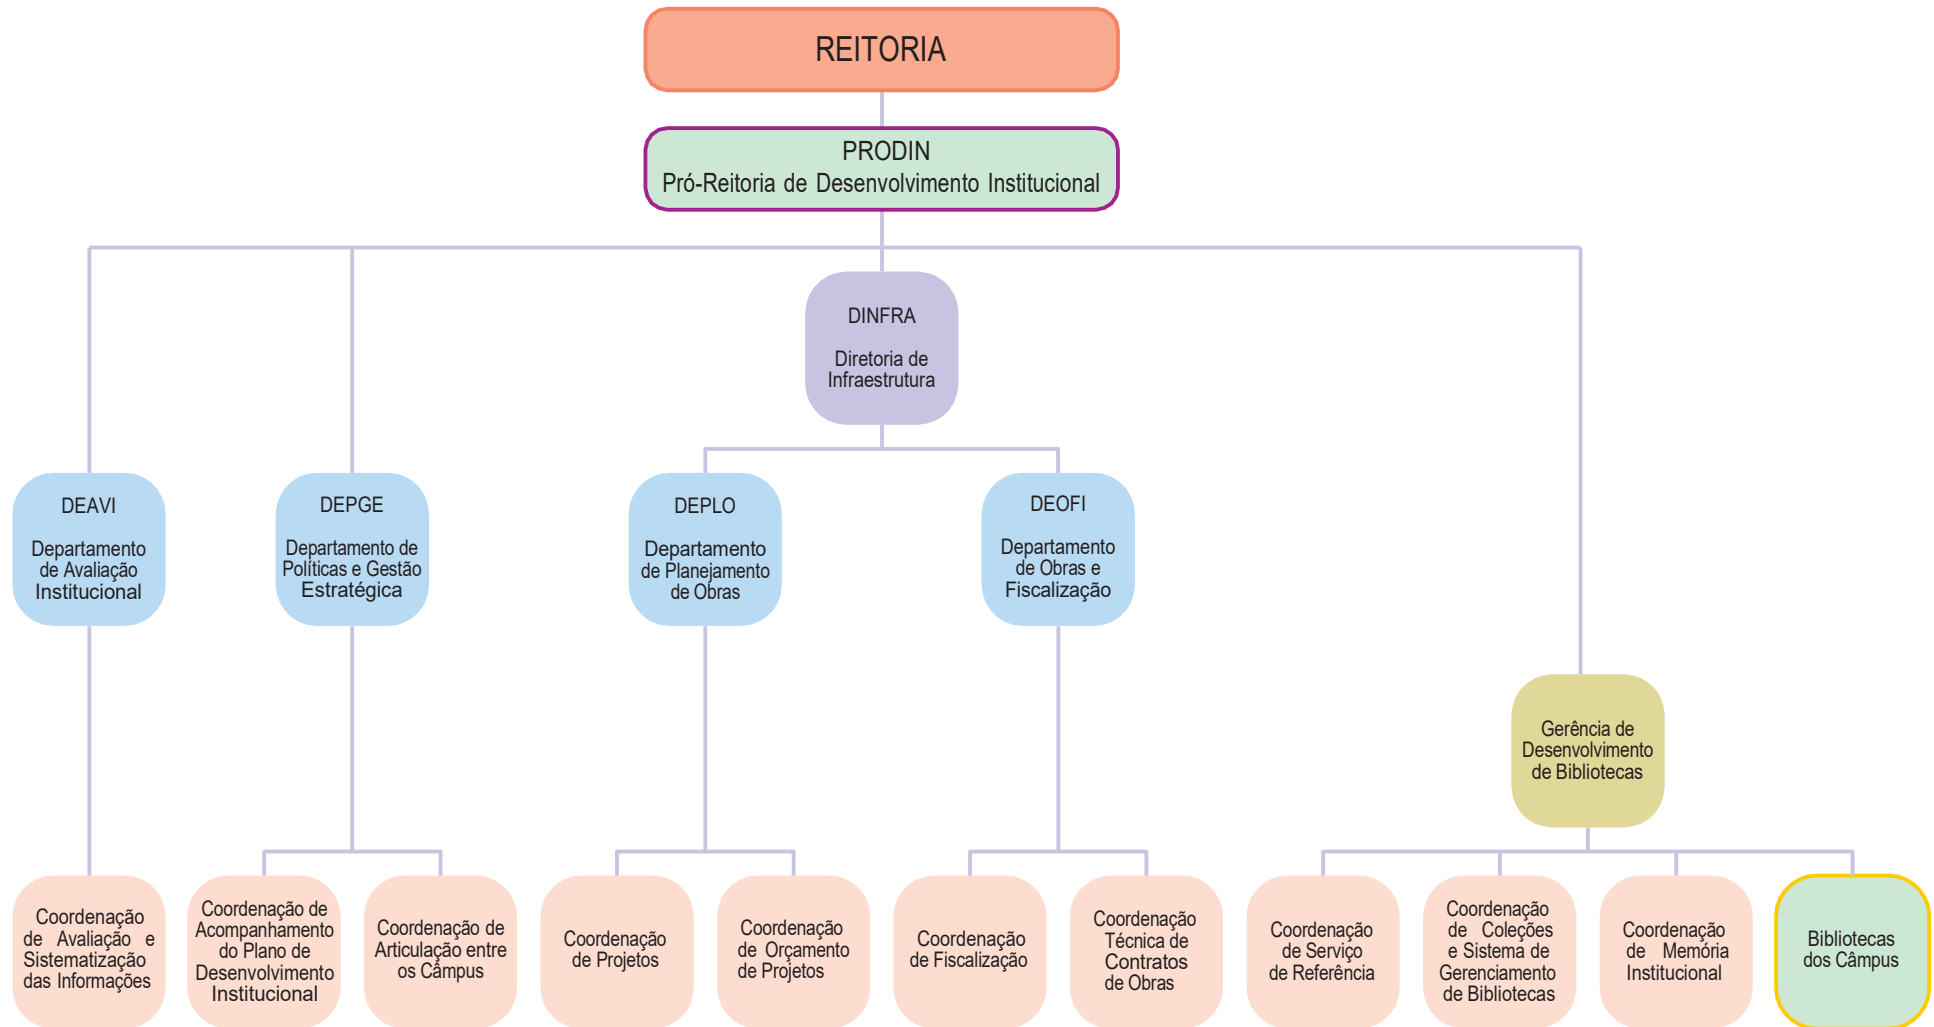 REITORIA
PRODIN
Pró-Reitoria de Desenvolvimento Institucional
DINFRA
Diretoria de
Infraestrutura
DEAVI
Departamento
de Avaliação
Institucional
DEPGE
Departamento de
Políticas e Gestão
Estratégica
DEPLO
Departamento
de Planejamento
de Obras
DEOFI
Departamento
de Obras e
Fiscalização
Gerência de
Desenvolvimento
de Bibliotecas
Coordenação
de Avaliação e
Sistematização
das Informações
Coordenação de
Acompanhamento
do Plano de
Desenvolvimento
Institucional
Coordenação de
Articulação entre
os Câmpus
Coordenação
de Projetos
Coordenação
de Orçamento
de Projetos
Coordenação
de Fiscalização
Coordenação
Técnica de
Contratos
de Obras
Coordenação
de Serviço
de Referência
Coordenação
de Coleções
e Sistema de
Gerenciamento
de Bibliotecas
Coordenação
de Memória
Institucional
Bibliotecas
dos Câmpus